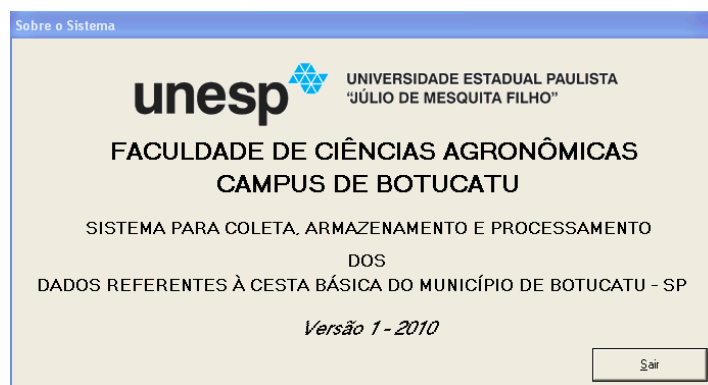 Sobre o Sistema
unesp
UNIVERSIDADE ESTADUAL PAULISTA
"JÚLIO DE MESQUITA FILHO"
FACULDADE DE CIÊNCIAS AGRONÔMICAS
CAMPUS DE BOTUCATU
SISTEMA PARA COLETA, ARMAZENAMENTO E PROCESSAMENTO
DOS
DADOS REFERENTES À CESTA BÁSICA DO MUNICÍPIO DE BOTUCATU - SP
Versão 1 - 2010
Sair